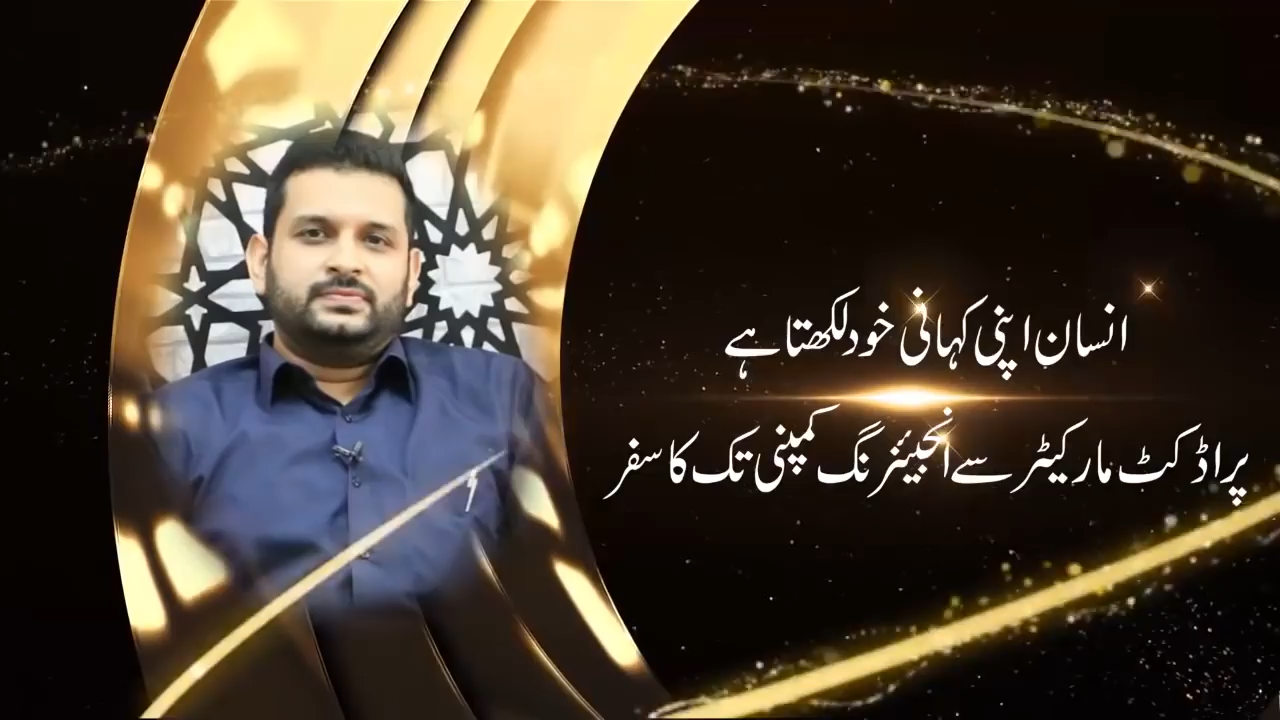 انسان اپنی کہانی خود لکھتا ہے
پراڈکٹ مارکیٹر سے انجینئرنگ کمپنی تک کا سفر